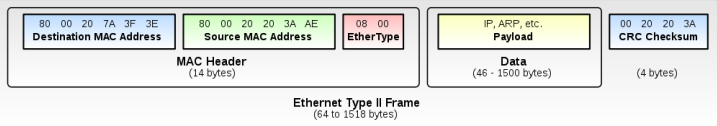 80 00 20 7A 3F 3E
Destination MAC Address
80 00 20 20 3A AE
Source MAC Address
08 00
EtherType
MAC Header
(14 bytes)
IP, ARP, etc.
Payload
Data
(46 - 1500 bytes)
00 20 20 3A
CRC Checksum
(4 bytes)
Ethernet Type II Frame
(64 to 1518 bytes)